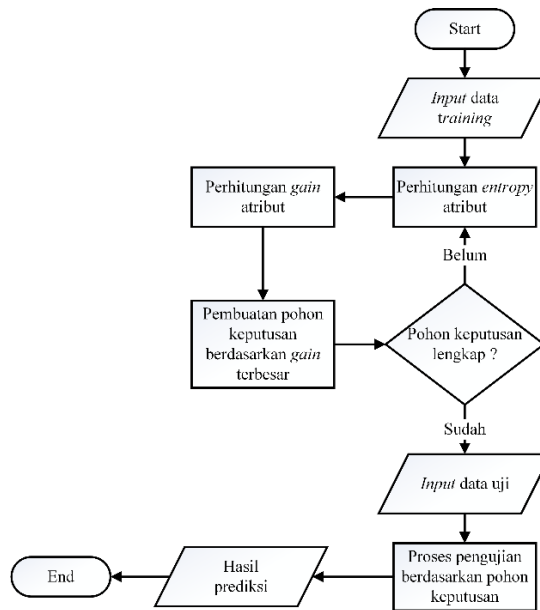 Start
Input data
training
Perhitungan entropy
atribut
Perhitungan gain
atribut
Pembuatan pohon
keputusan
berdasarkan gain
terbesar
Pohon keputusan
lengkap ?
Belum
Sudah
Input data uji
Proses pengujian
berdasarkan pohon
keputusan
Hasil
prediksi
End